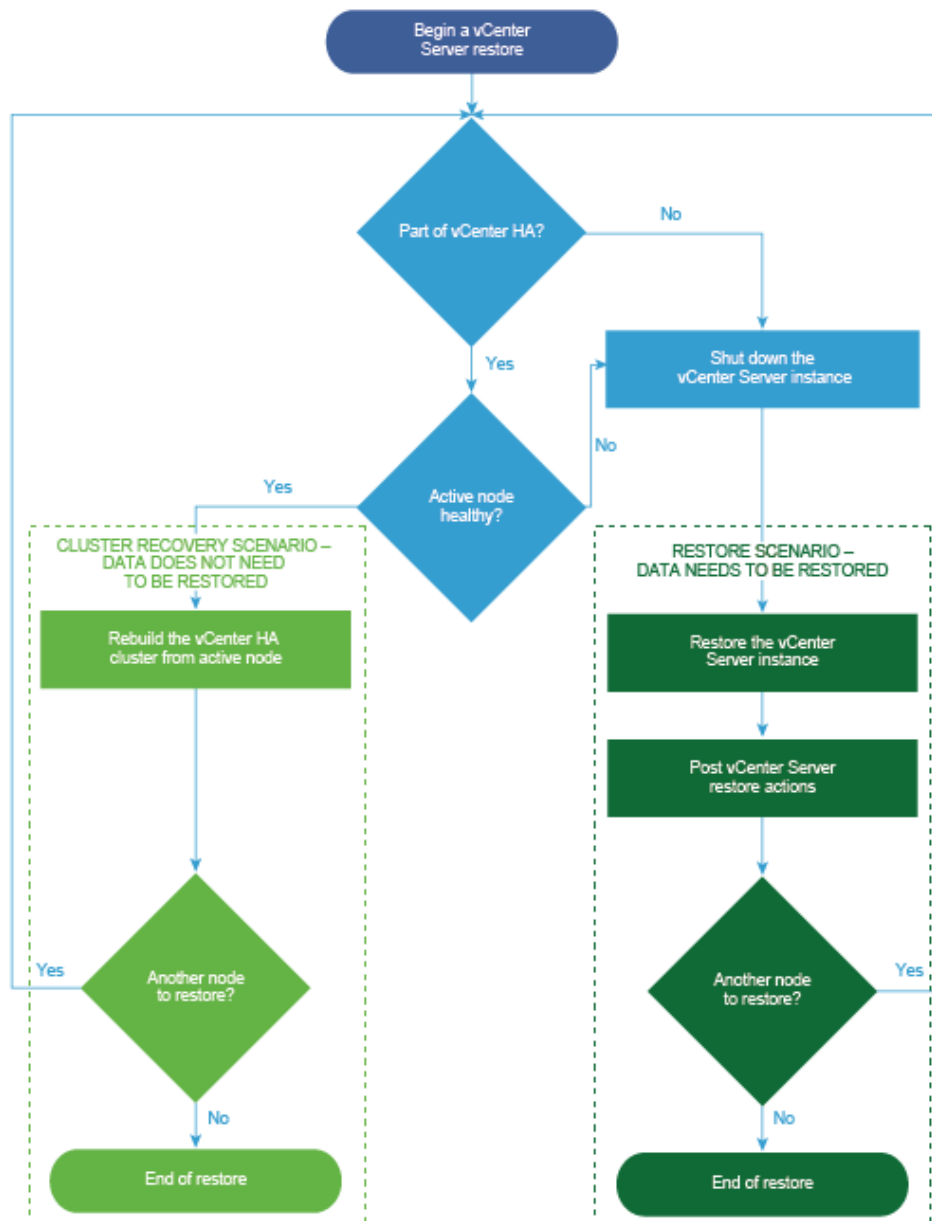 Begin a vCenter
Server restore
Part of vCenter HA?
No
Yes
Shut down the
vCenter Server instance
No
Yes
Active node
healthy?
CLUSTER RECOVERY SCENARIO –
DATA DOES NOT NEED
TO BE RESTORED
RESTORE SCENARIO –
DATA NEEDS TO BE RESTORED
Rebuild the vCenter HA
cluster from active node
Restore the vCenter
Server instance
Post vCenter Server
restore actions
Yes
Another node
to restore?
Another node
to restore?
Yes
No
No
End of restore
End of restore